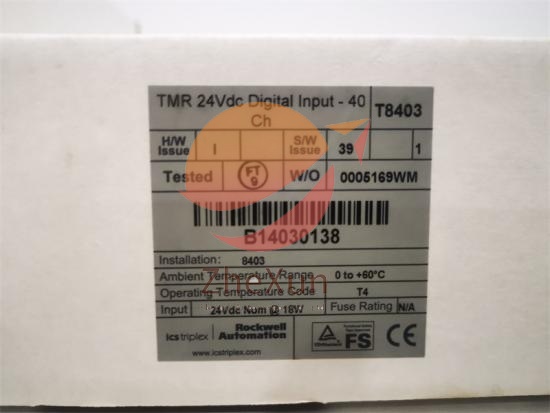 TMR 24Vdc Digital Input - 40 Ch
T8403
H/W Issue
I
S/W Issue
39
1
Tested
FT 9
W/O
0005169WM
B14030138
Installation: 8403
Ambient Temperature Range 0 to +60°C
Operating Temperature Code T4
Input 24Vdc Nom @ 18W Fuse Rating N/A
ics triplex
Rockwell Automation
FS
CE
www.icstriplex.com
ZheXun